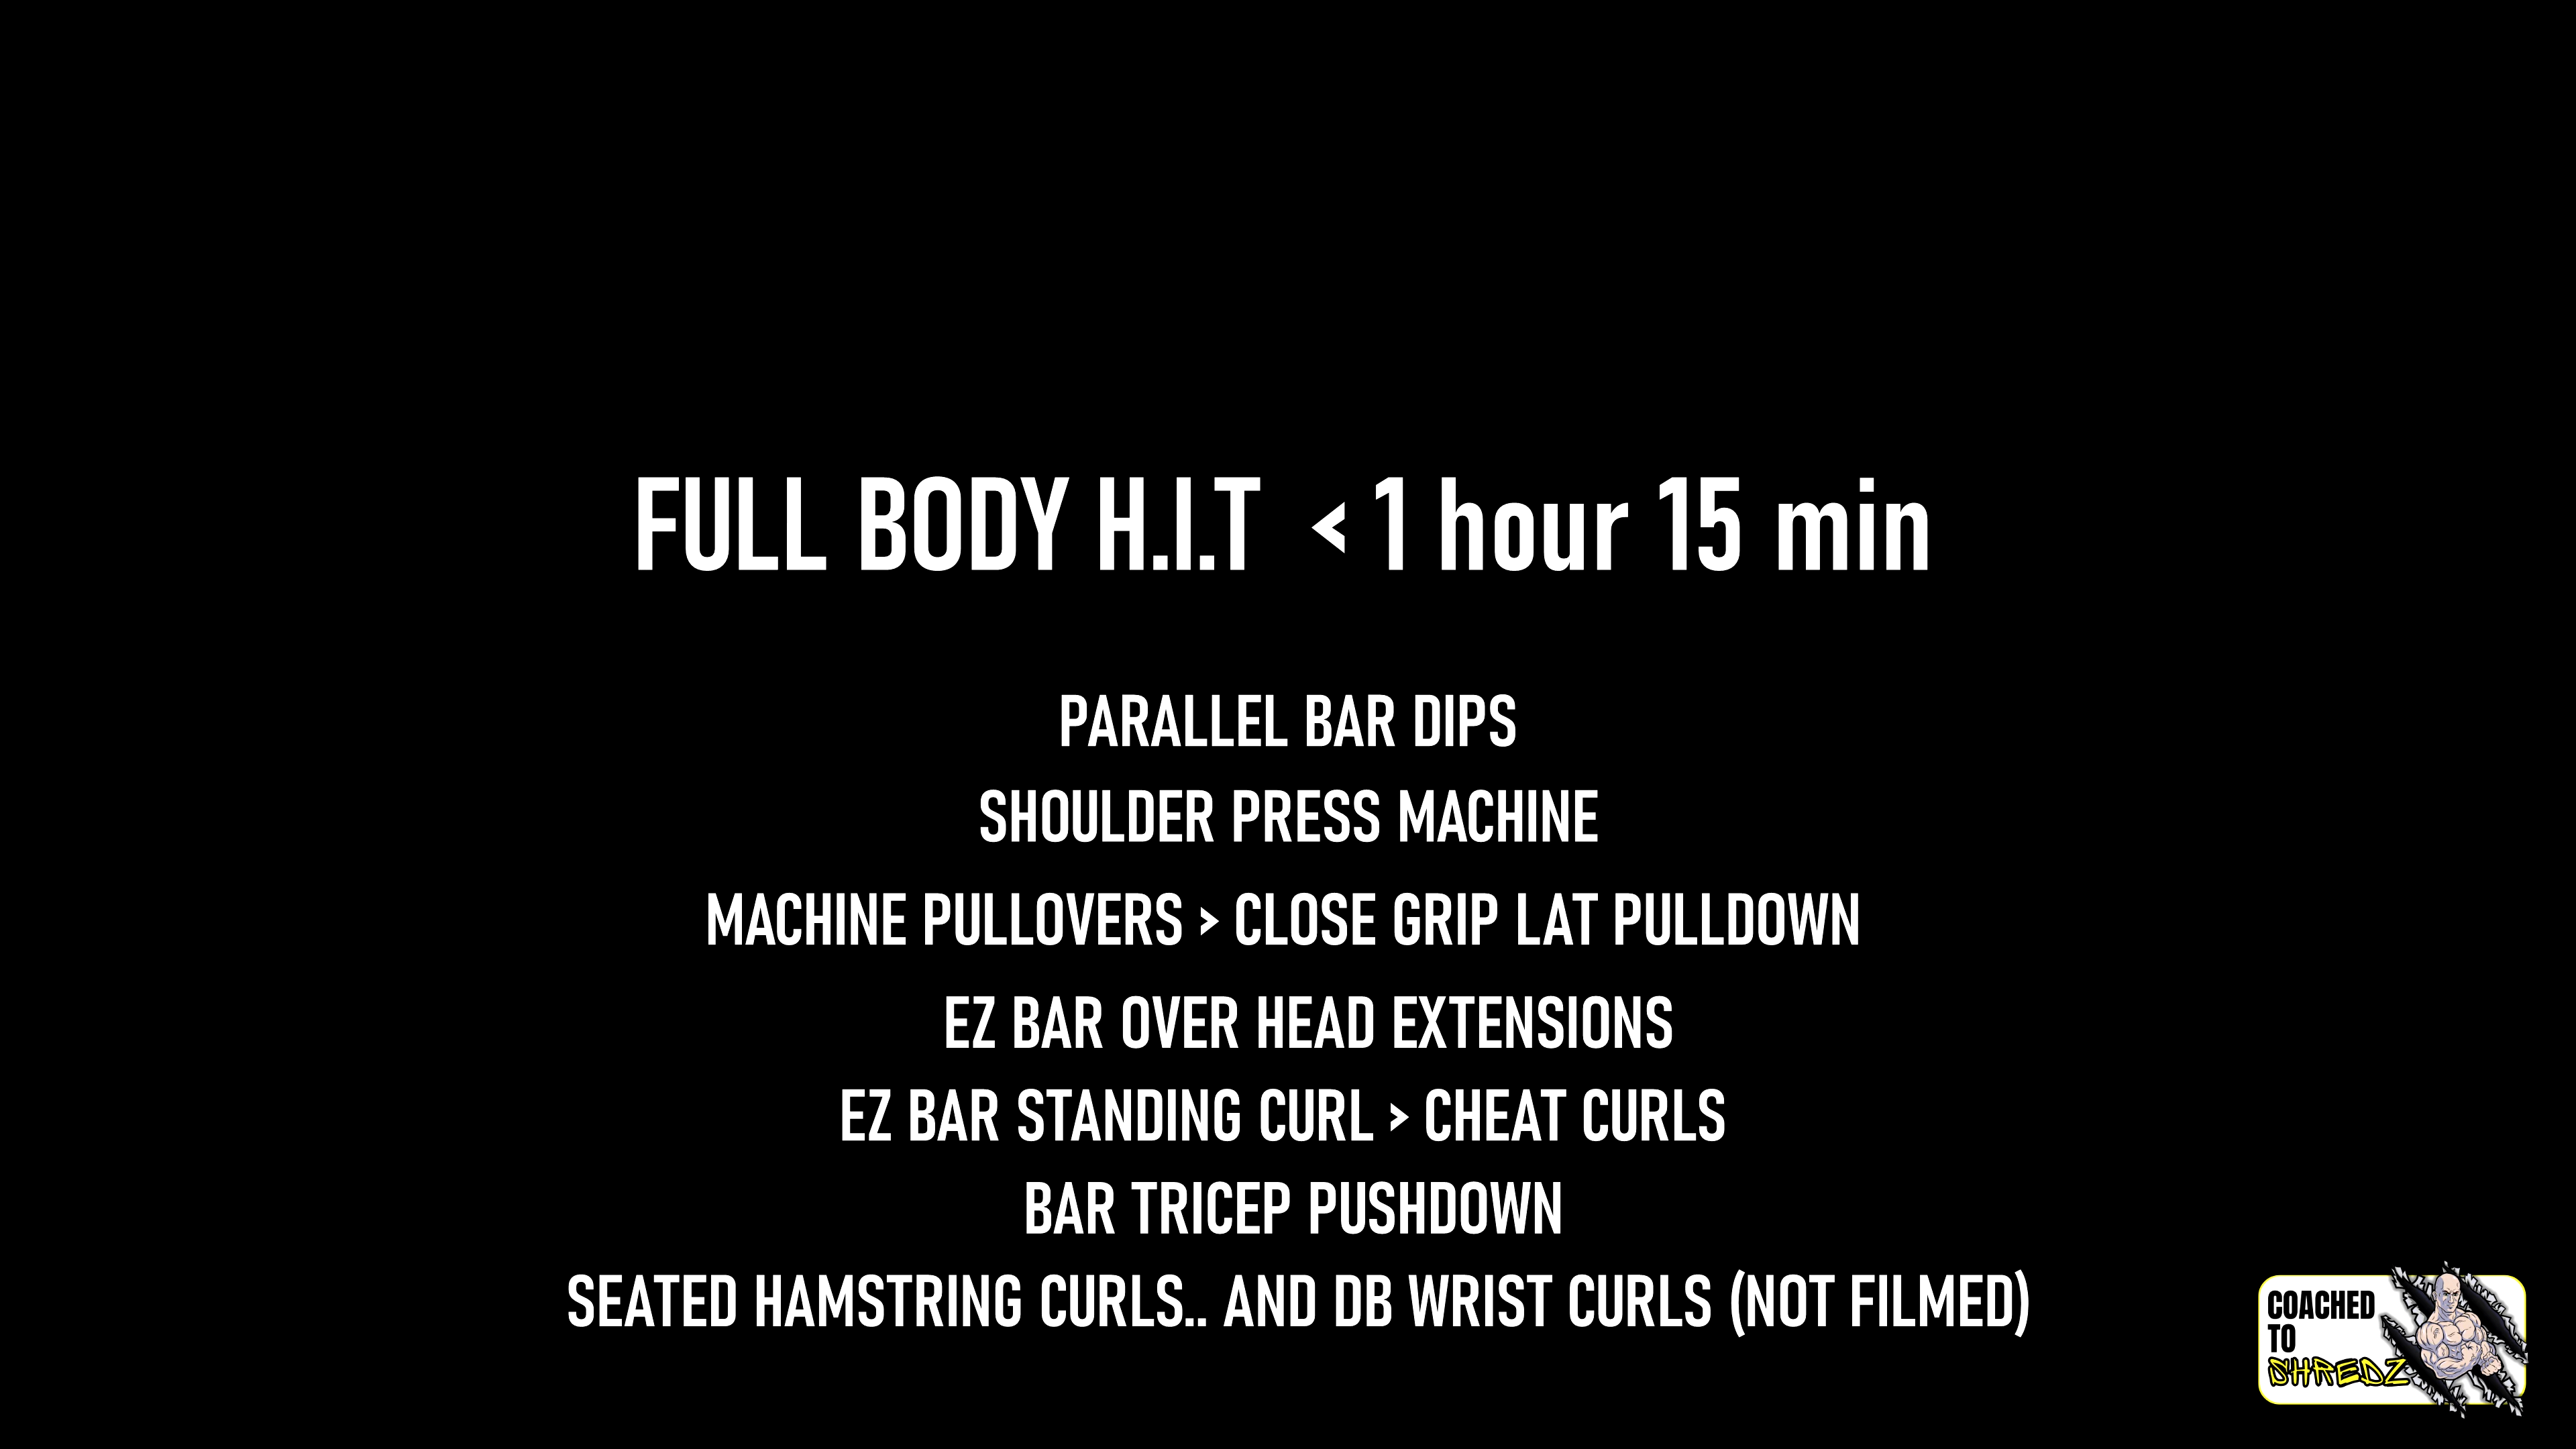 FULL BODY H.I.T < 1 hour 15 min
PARALLEL BAR DIPS
SHOULDER PRESS MACHINE
MACHINE PULLOVERS > CLOSE GRIP LAT PULLDOWN
EZ BAR OVER HEAD EXTENSIONS
EZ BAR STANDING CURL > CHEAT CURLS
BAR TRICEP PUSHDOWN
SEATED HAMSTRING CURLS.. AND DB WRIST CURLS (NOT FILMED)
COACHED
TO
SHREDZ